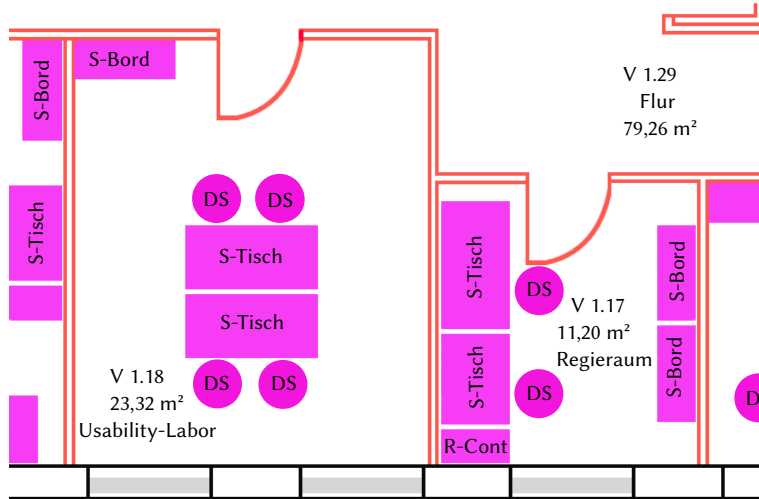 S-Bord
S-Bord
V 1.29
Flur
79,26 m²
DS
DS
S-Tisch
S-Tisch
S-Tisch
S-Tisch
S-Bord
DS
V 1.17
11,20 m²
Regieraum
S-Tisch
S-Bord
V 1.18
23,32 m²
Usability-Labor
DS
DS
DS
R-Cont